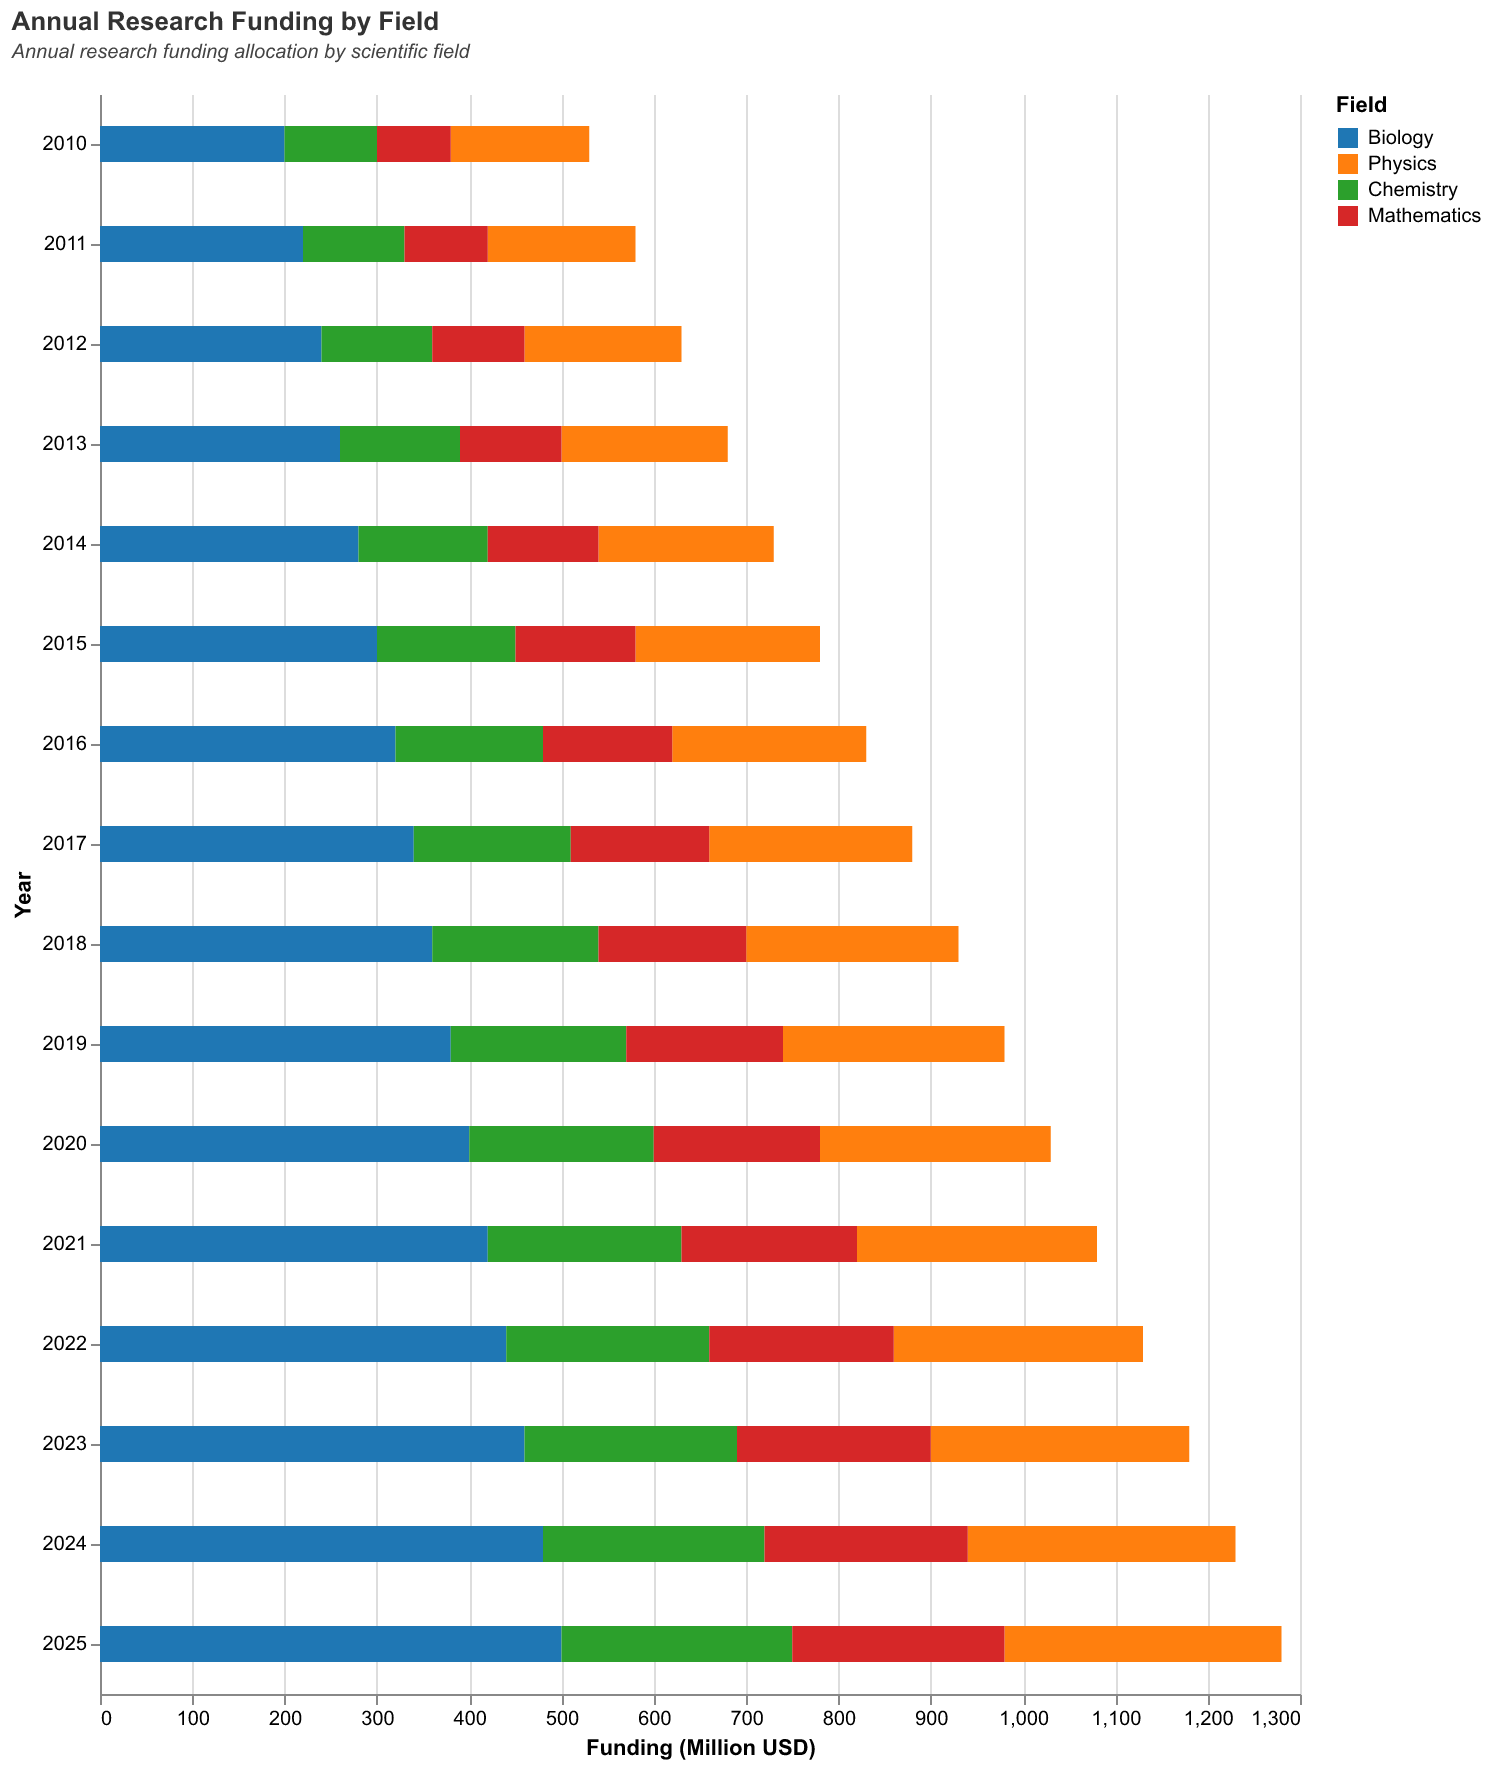 Annual Research Funding by Field
Annual research funding allocation by scientific field
Field
Biology
Physics
Chemistry
Mathematics
Year
2010
2011
2012
2013
2014
2015
2016
2017
2018
2019
2020
2021
2022
2023
2024
2025
0 100 200 300 400 500 600 700 800 900 1,000 1,100 1,200 1,300
Funding (Million USD)